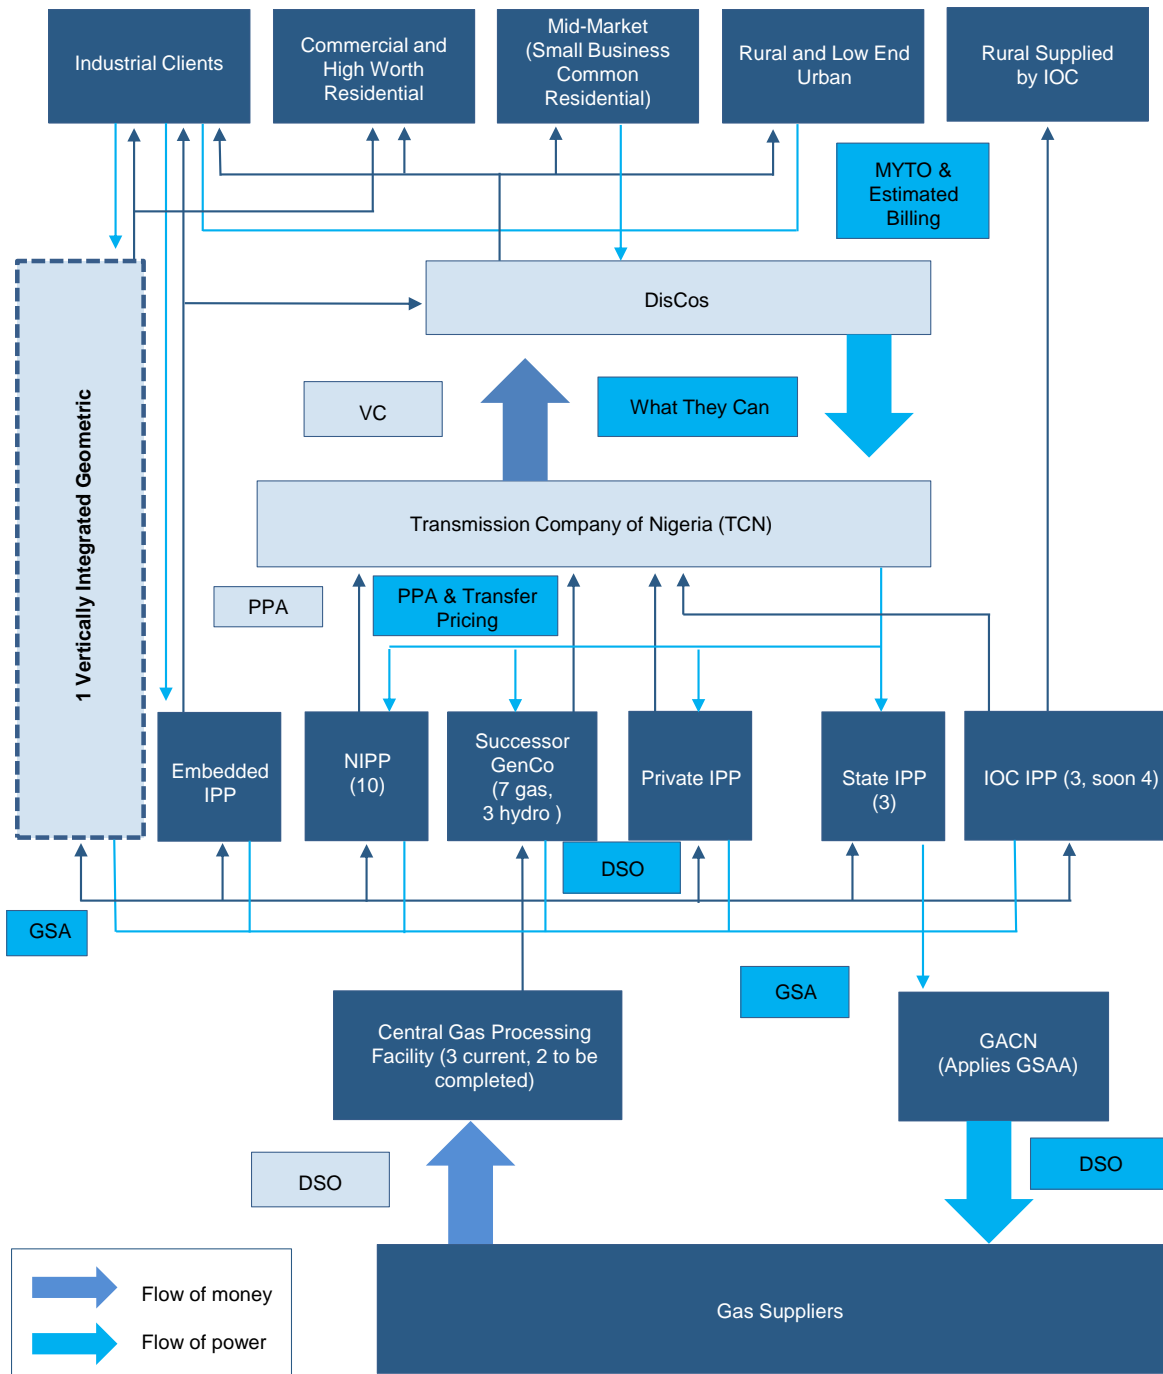 Industrial Clients
Commercial and
High Worth
Residential
Mid-Market
(Small Business
Common
Residential)
Rural and Low End
Urban
Rural Supplied
by IOC
MYTO &
Estimated
Billing
DisCos
VC
What They Can
1 Vertically Integrated Geometric
Transmission Company of Nigeria (TCN)
PPA
PPA & Transfer
Pricing
Embedded
IPP
NIPP
(10)
Successor
GenCo
(7 gas,
3 hydro )
Private IPP
State IPP
(3)
IOC IPP (3, soon 4)
DSO
GSA
GSA
Central Gas Processing
Facility (3 current, 2 to be
completed)
GACN
(Applies GSAA)
DSO
DSO
Gas Suppliers
Flow of money
Flow of power